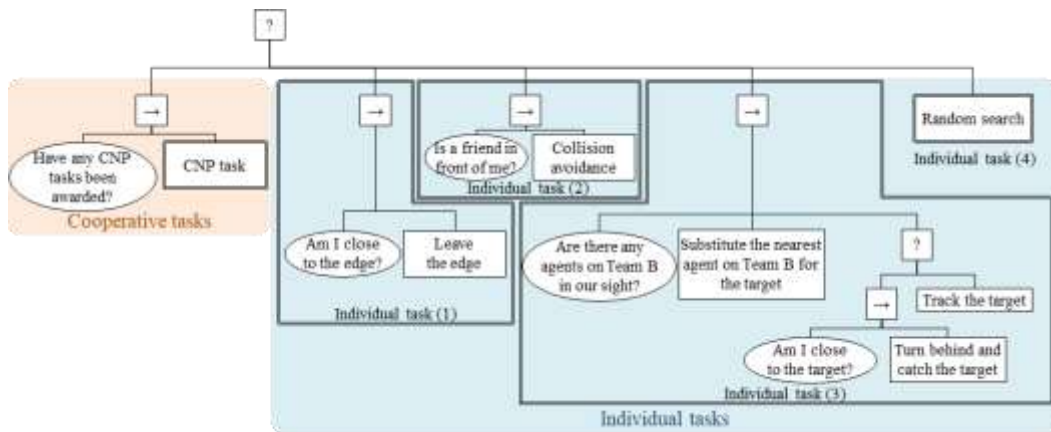 ?
→
→
→
→
Random search
Individual task (4)
Have any CNP
tasks been
awarded?
CNP task
Cooperative tasks
Is a friend in
front of me?
Collision
avoidance
Individual task (2)
Am I close
to the edge?
Leave
the edge
Individual task (1)
Are there any
agents on Team B
in our sight?
Substitute the nearest
agent on Team B for
the target
?
→
Track the target
Am I close
to the target?
Turn behind and
catch the target
Individual task (3)
Individual tasks